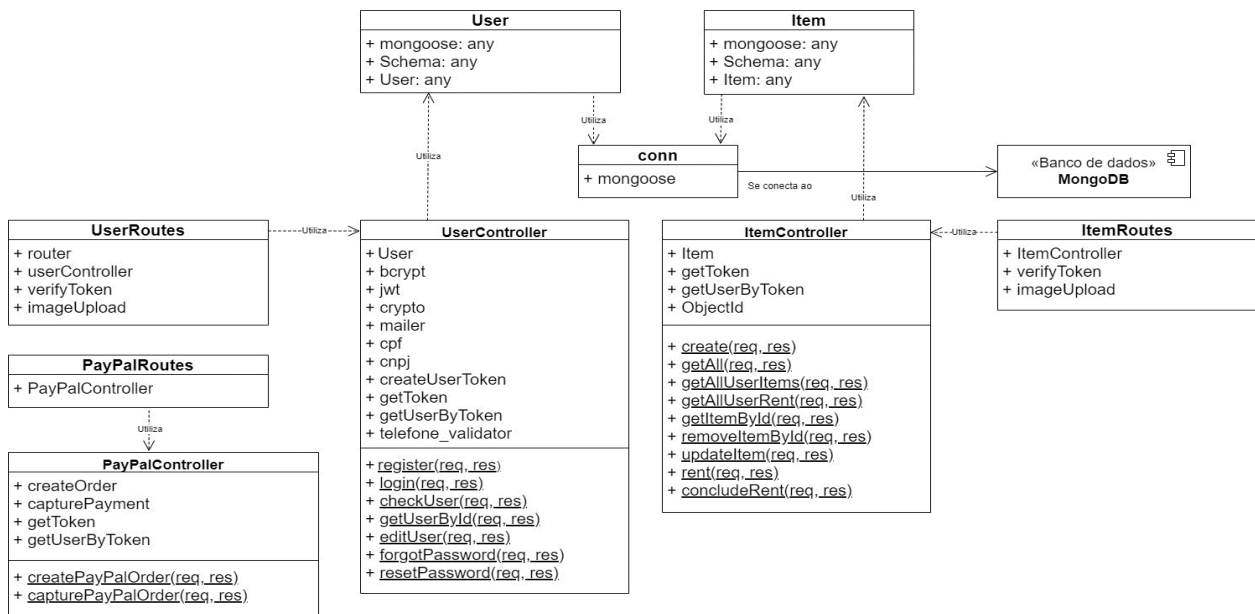 User
+ mongoose: any
+ Schema: any
+ User: any
Item
+ mongoose: any
+ Schema: any
+ Item: any
Utiliza
Utiliza
Utiliza
Utiliza
conn
+ mongoose
Se conecta ao
«Banco de dados»
MongoDB
UserRoutes
+ router
+ userController
+ verifyToken
+ imageUpload
Utiliza
UserController
+ User
+ bcrypt
+ jwt
+ crypto
+ mailer
+ cpf
+ cnpj
+ createUserToken
+ getToken
+ getUserByToken
+ telefone_validator
+ register(req, res)
+ login(req, res)
+ checkUser(req, res)
+ getUserById(req, res)
+ editUser(req, res)
+ forgotPassword(req, res)
+ resetPassword(req, res)
ItemController
+ Item
+ getToken
+ getUserByToken
+ ObjectId
+ create(req, res)
+ getAll(req, res)
+ getAllUserItems(req, res)
+ getAllUserRent(req, res)
+ getItemById(req, res)
+ removeItemById(req, res)
+ updateItem(req, res)
+ rent(req, res)
+ concludeRent(req, res)
Utiliza
ItemRoutes
+ ItemController
+ verifyToken
+ imageUpload
PayPalRoutes
+ PayPalController
Utiliza
PayPalController
+ createOrder
+ capturePayment
+ getToken
+ getUserByToken
+ createPayPalOrder(req, res)
+ capturePayPalOrder(req, res)